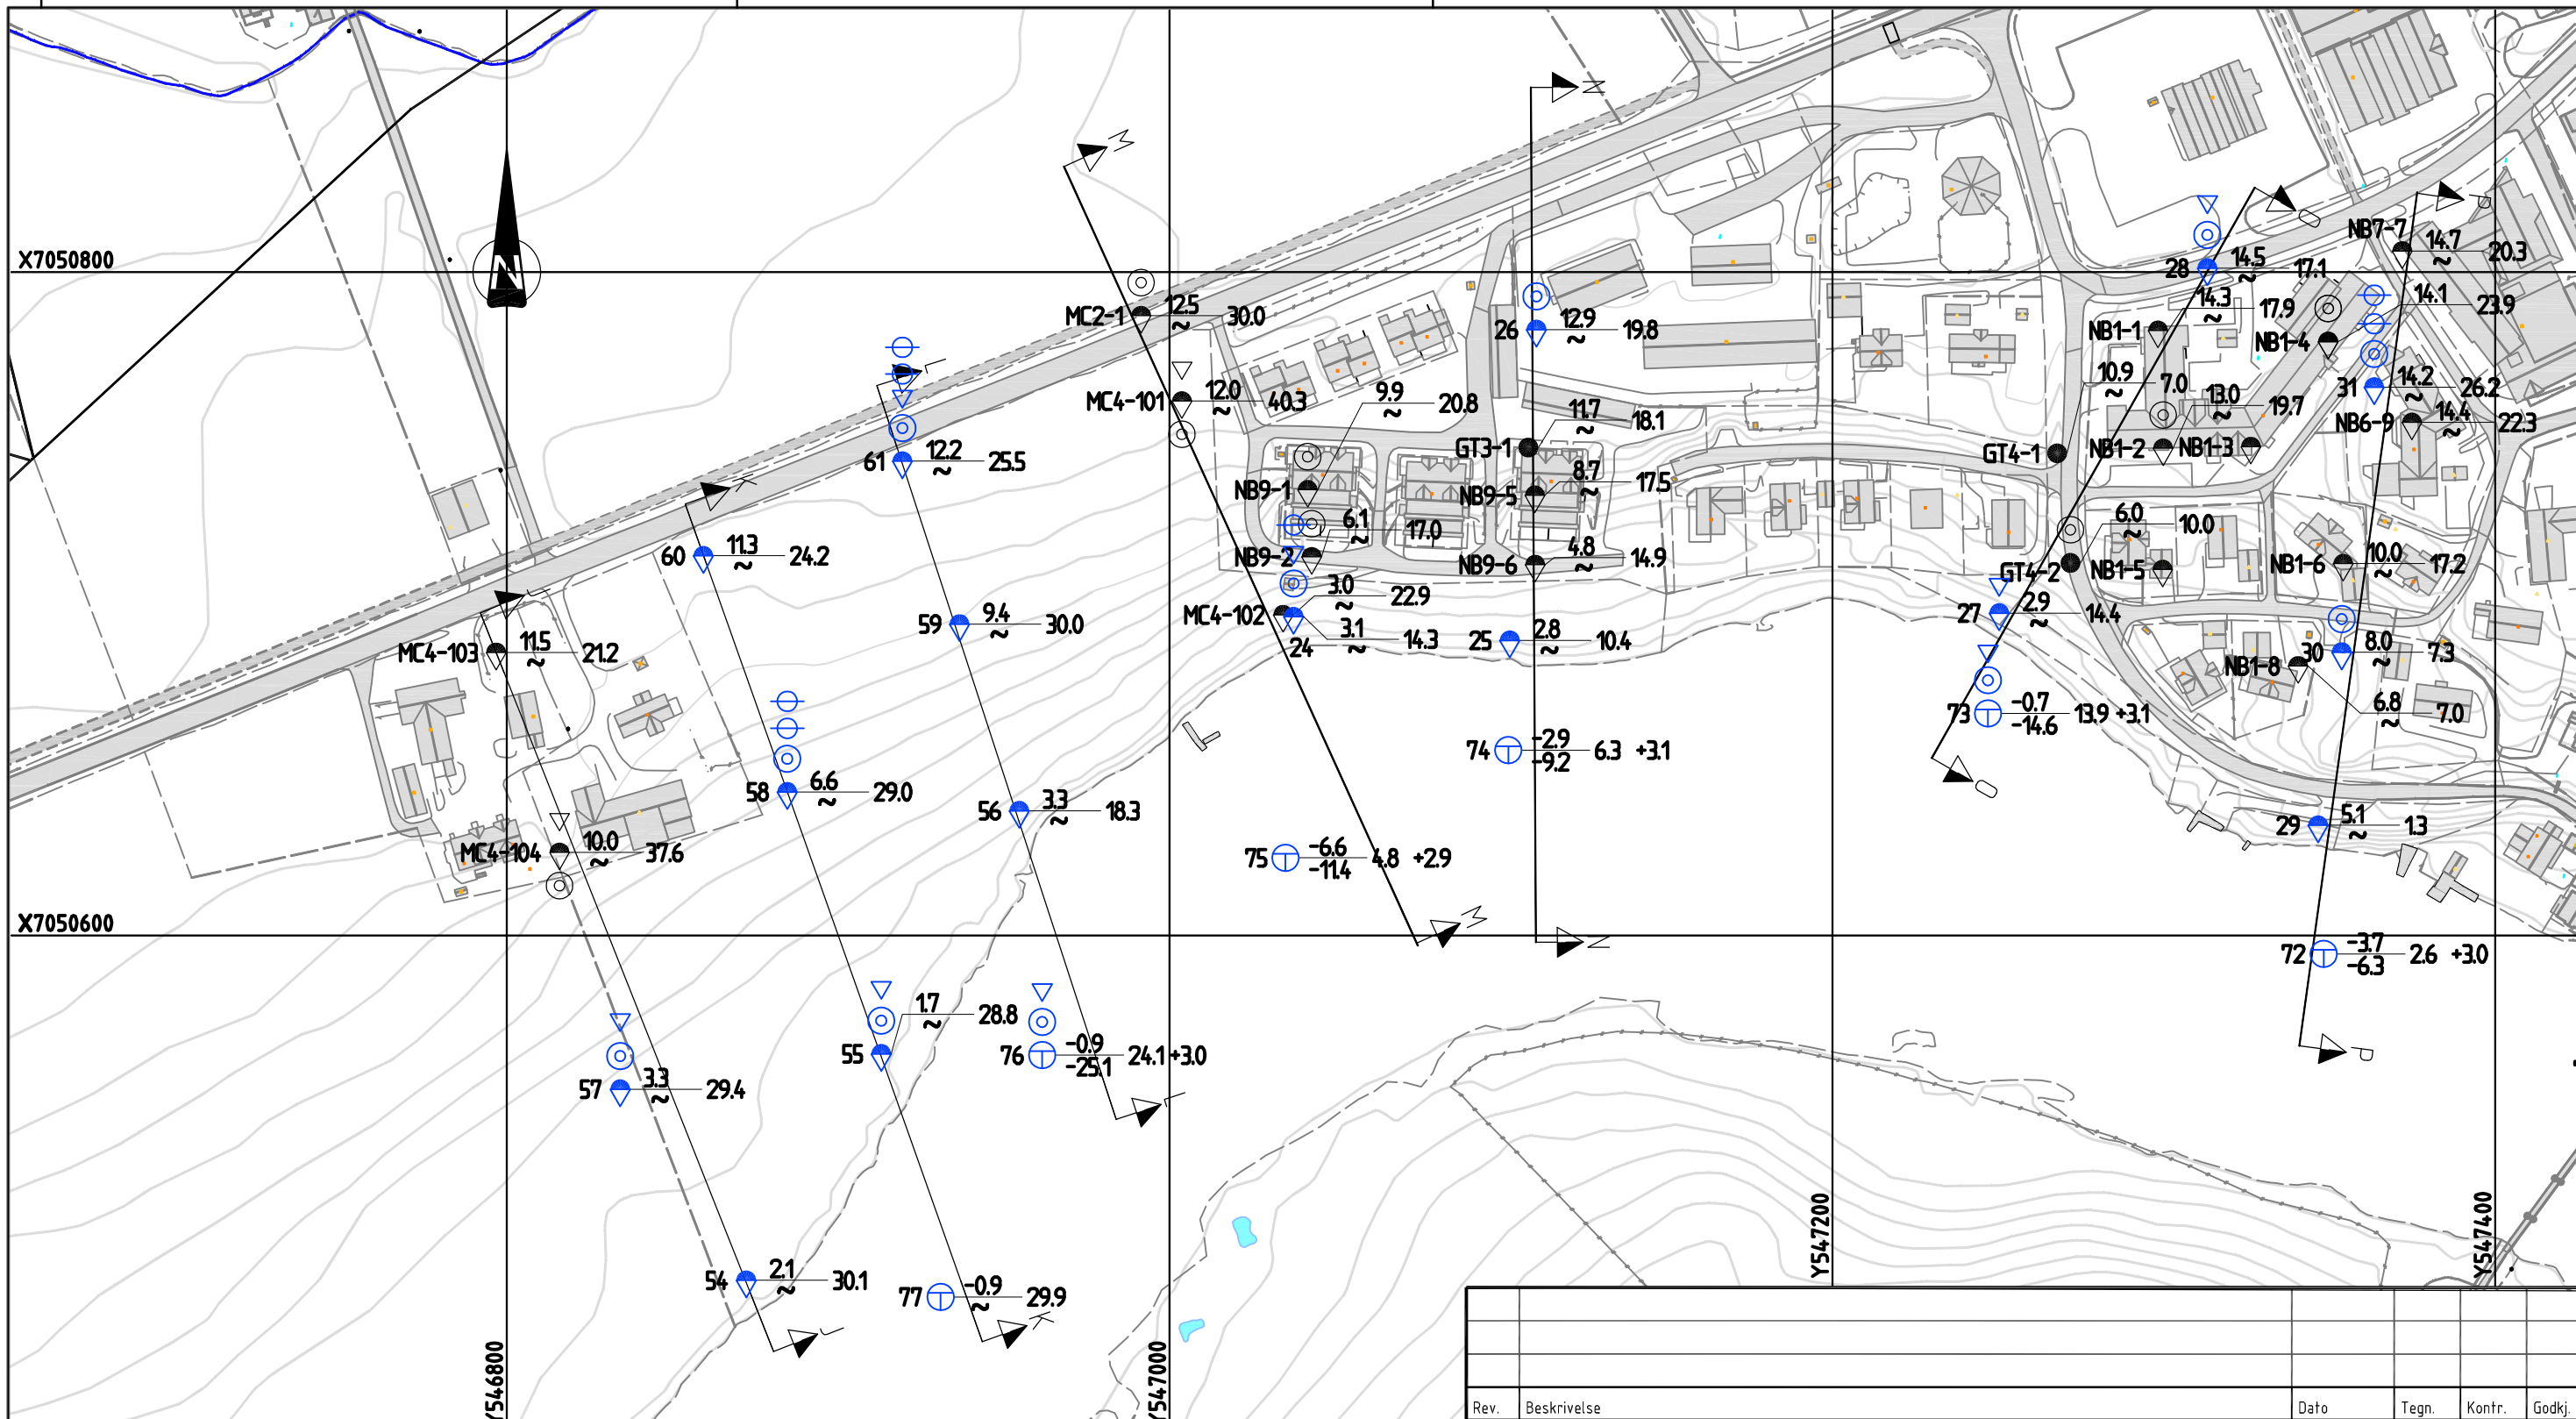 M
N
O
P
X7050800
N
NB7-7 14.7 ~ 20.3
28 14.5 ~ 17.1
MC2-1 12.5 ~ 30.0
26 12.9 ~ 19.8
14.3 ~ 17.9
NB1-1
14.1 23.9
NB1-4
L
MC4-101 12.0 ~ 40.3
9.9 ~ 20.8
10.9 ~ 7.0
31 14.2 ~ 26.2
13.0 ~ 19.7
11.7 ~ 18.1
NB6-9 14.4 ~ 22.3
61 12.2 ~ 25.5
GT3-1
GT4-1
NB1-2
NB1-3
K
NB9-1
NB9-5 8.7 ~ 17.5
6.1 ~ 17.0
6.0 ~ 10.0
60 11.3 ~ 24.2
NB9-2
NB9-6 4.8 ~ 14.9
GT4-2
NB1-5
NB1-6 10.0 ~ 17.2
J
3.0 ~ 22.9
MC4-102
59 9.4 ~ 30.0
24 3.1 ~ 14.3
25 2.8 ~ 10.4
27 2.9 ~ 14.4
MC4-103 11.5 ~ 21.2
30 8.0 ~ 7.3
NB1-8
6.8 ~ 7.0
73 -0.7 -14.6 13.9 +3.1
74 -2.9 -9.2 6.3 +3.1
58 6.6 ~ 29.0
O
56 3.3 ~ 18.3
29 5.1 ~ 1.3
MC4-104 10.0 ~ 37.6
75 -6.6 -11.4 4.8 +2.9
X7050600
M
N
72 -3.7 -6.3 2.6 +3.0
1.7 ~ 28.8
55
76 -0.9 -25.1 24.1 +3.0
P
57 3.3 ~ 29.4
L
54 2.1 ~ 30.1
77 -0.9 ~ 29.9
J
K
Y546800
Y547000
Y547200
Y547400
Rev. Beskrivelse Dato Tegn. Kontr. Godkj.